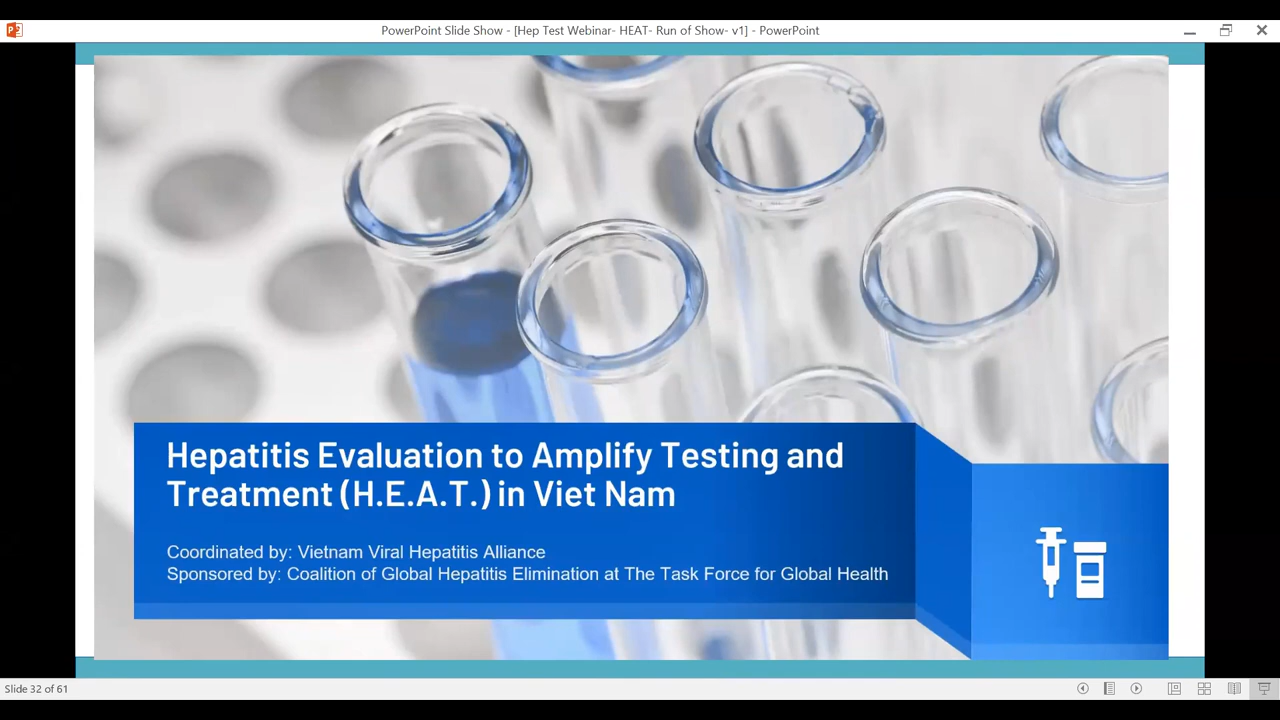 PowerPoint Slide Show - [Hep Test Webinar- HEAT- Run of Show- v1] - PowerPoint
Hepatitis Evaluation to Amplify Testing and
Treatment (H.E.A.T.) in Viet Nam
Coordinated by: Vietnam Viral Hepatitis Alliance
Sponsored by: Coalition of Global Hepatitis Elimination at The Task Force for Global Health
Slide 32 of 61